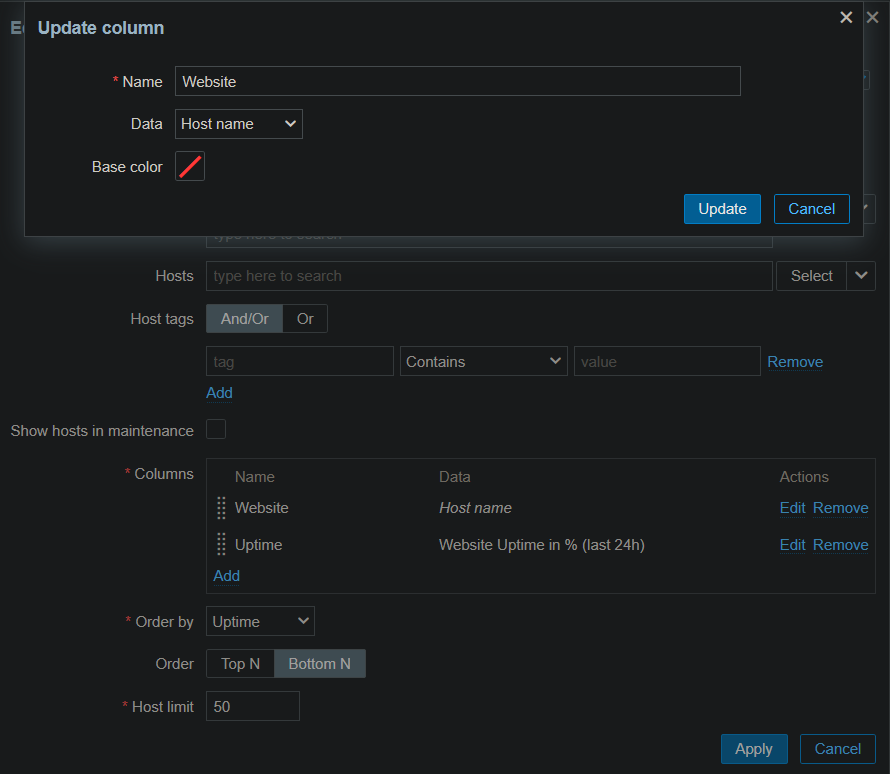 Update column
* Name Website
Data Host name
Base color
Update Cancel
type here to search
Hosts type here to search Select
Host tags And/Or Or
tag Contains value Remove
Add
Show hosts in maintenance
* Columns Name Data Actions
Website Host name Edit Remove
Uptime Website Uptime in % (last 24h) Edit Remove
Add
* Order by Uptime
Order Top N Bottom N
* Host limit 50
Apply Cancel